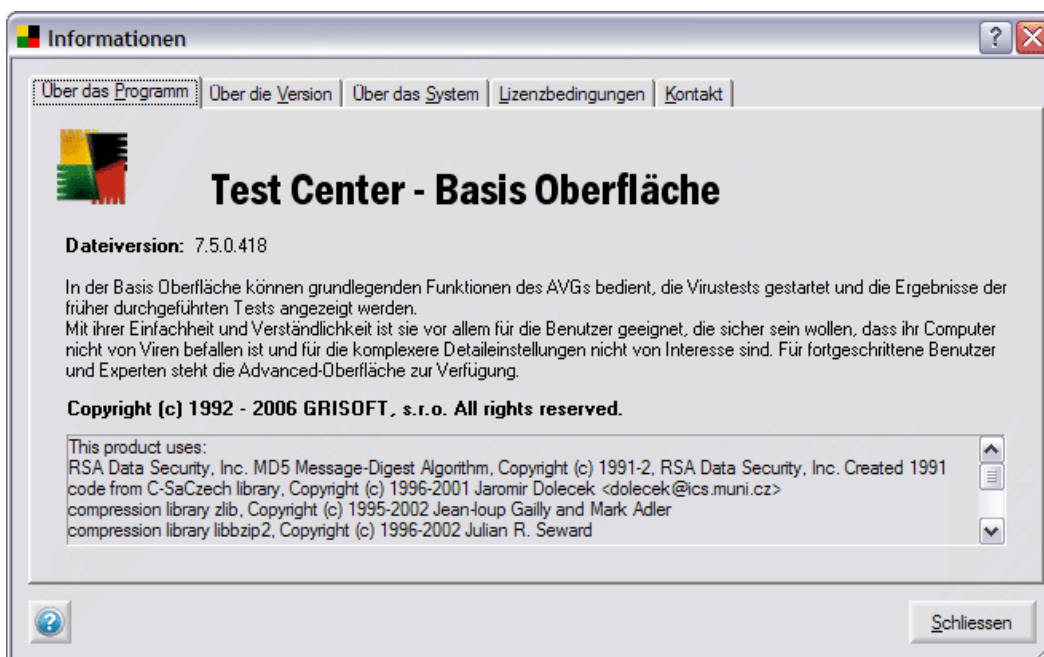 Informationen
Über das Programm
Über die Version
Über das System
Lizenzbedingungen
Kontakt
Test Center - Basis Oberfläche
Dateiversion: 7.5.0.418
In der Basis Oberfläche können grundlegenden Funktionen des AVGs bedient, die Virustests gestartet und die Ergebnisse der
früher durchgeführten Tests angezeigt werden.
Mit ihrer Einfachheit und Verständlichkeit ist sie vor allem für die Benutzer geeignet, die sicher sein wollen, dass ihr Computer
nicht von Viren befallen ist und für die komplexere Detaileinstellungen nicht von Interesse sind. Für fortgeschrittene Benutzer
und Experten steht die Advanced-Oberfläche zur Verfügung.
Copyright (c) 1992 - 2006 GRISOFT, s.r.o. All rights reserved.
This product uses:
RSA Data Security, Inc. MD5 Message-Digest Algorithm, Copyright (c) 1991-2, RSA Data Security, Inc. Created 1991
code from C-SaCzech library, Copyright (c) 1996-2001 Jaromir Dolecek <dolecek@ics.muni.cz>
compression library zlib, Copyright (c) 1995-2002 Jean-loup Gailly and Mark Adler
compression library libbzip2, Copyright (c) 1996-2002 Julian R. Seward
Schliessen